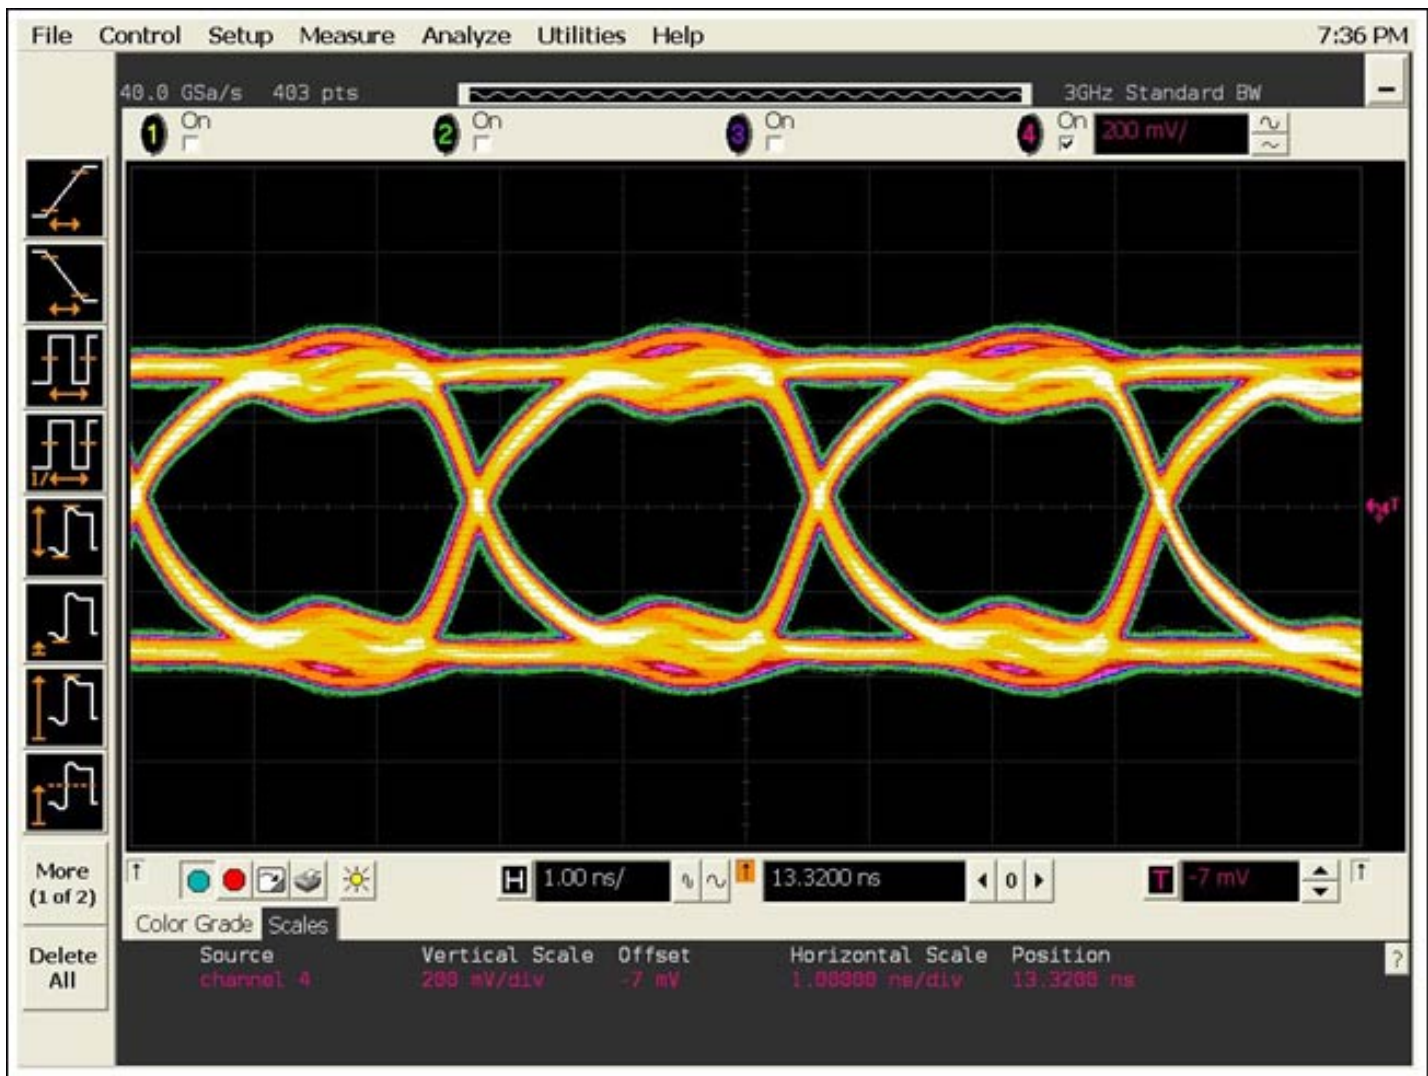 File Control Setup Measure Analyze Utilities Help 7:36 PM
40.0 GSa/s 403 pts 3GHz Standard BW
1 On 2 On 3 On 4 On 200 mV/
1/
T
More
(1 of 2)
H 1.00 ns/ 13.3200 ns 0 T -7 mV
Color Grade Scales
Delete
All
Source Vertical Scale Offset Horizontal Scale Position ?
channel 4 200 mV/div -7 mV 1.00000 ns/div 13.3200 ns